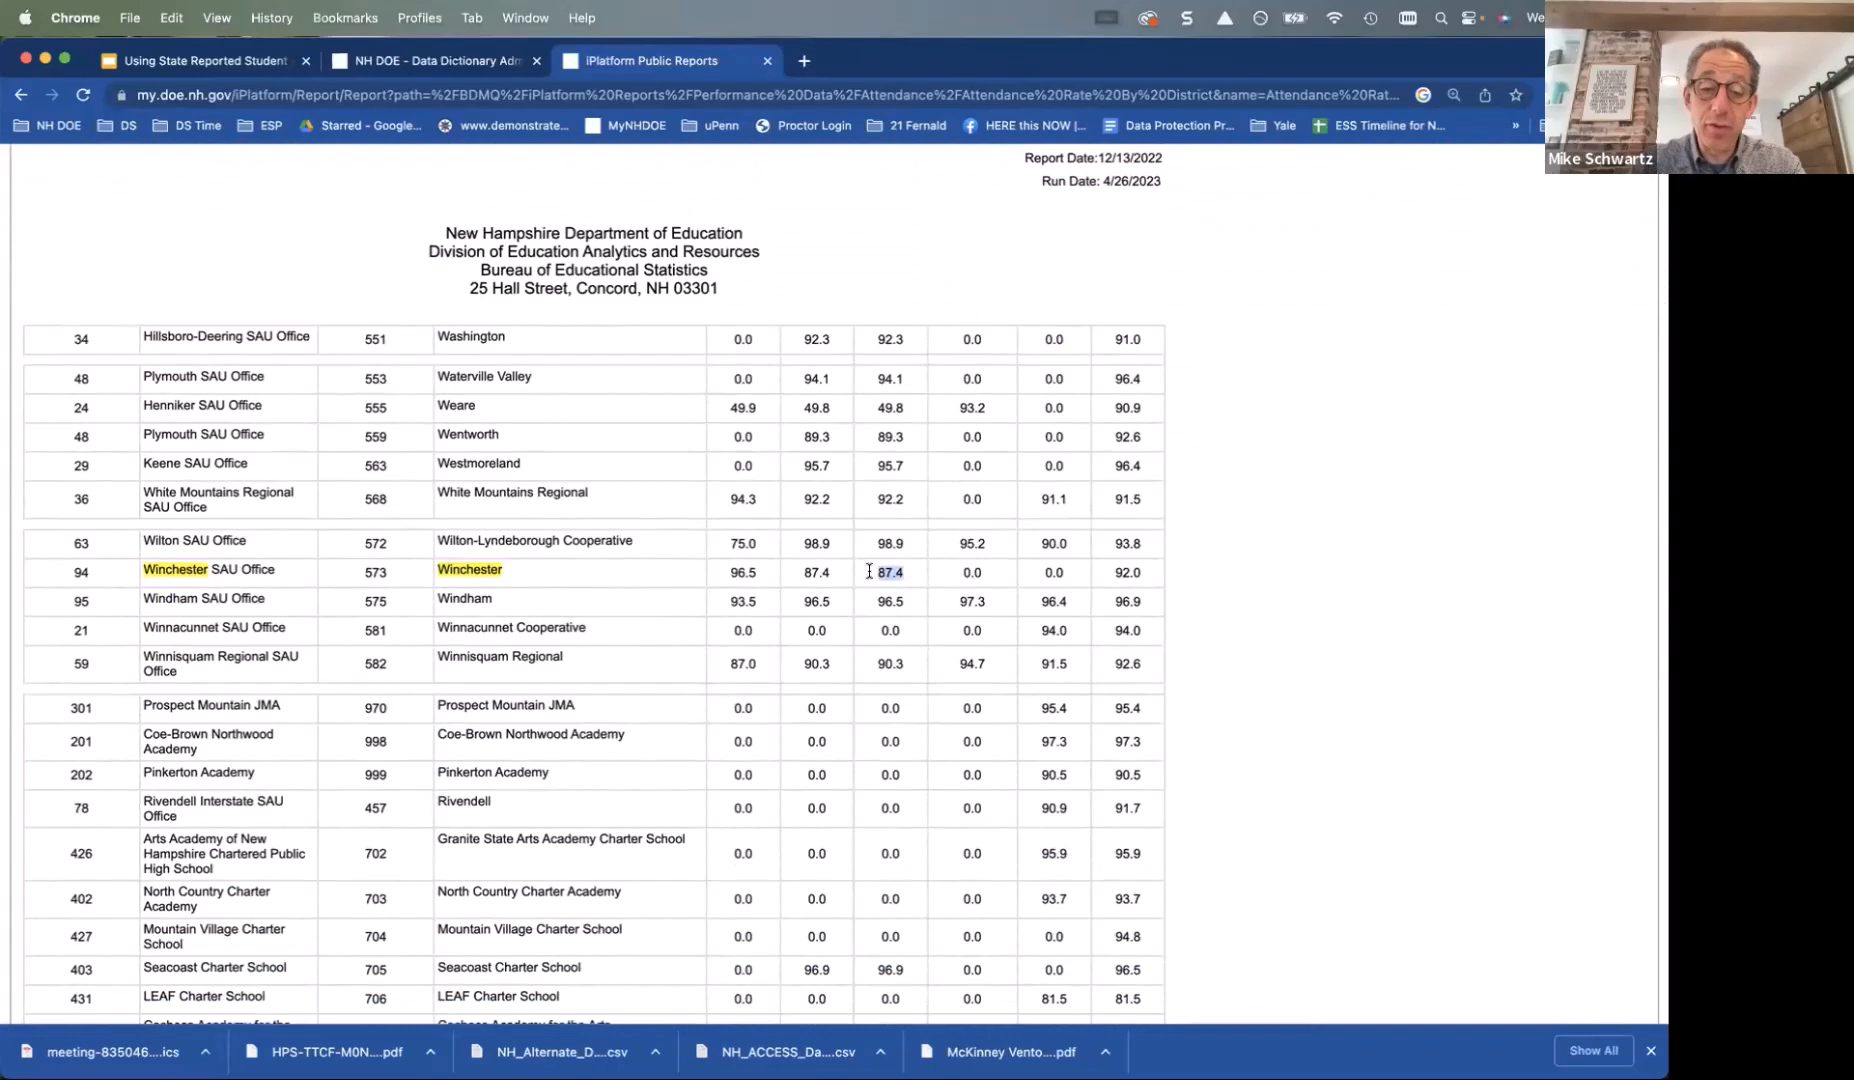 Chrome File Edit View History Bookmarks Profiles Tab Window Help We
Using State Reported Student
NH DOE - Data Dictionary Adm
iPlatform Public Reports
my.doe.nh.gov/iPlatform/Report/Report?path=%2FBDMQ%2FiPlatform%20Reports%2FPerformance%20Data%2FAttendance%2FAttendance%20Rate%20By%20District&name=Attendance%20Rat...
NH DOE DS DS Time ESP Starred - Google... www.demonstrate... MyNHDOE uPenn Proctor Login 21 Fernald HERE this NOW |... Data Protection Pr... Yale ESS Timeline for N... »
Mike Schwartz
Report Date:12/13/2022
Run Date: 4/26/2023
New Hampshire Department of Education
Division of Education Analytics and Resources
Bureau of Educational Statistics
25 Hall Street, Concord, NH 03301
34 Hillsboro-Deering SAU Office 551 Washington 0.0 92.3 92.3 0.0 0.0 91.0
48 Plymouth SAU Office 553 Waterville Valley 0.0 94.1 94.1 0.0 0.0 96.4
24 Henniker SAU Office 555 Weare 49.9 49.8 49.8 93.2 0.0 90.9
48 Plymouth SAU Office 559 Wentworth 0.0 89.3 89.3 0.0 0.0 92.6
29 Keene SAU Office 563 Westmoreland 0.0 95.7 95.7 0.0 0.0 96.4
36 White Mountains Regional SAU Office 568 White Mountains Regional 94.3 92.2 92.2 0.0 91.1 91.5
63 Wilton SAU Office 572 Wilton-Lyndeborough Cooperative 75.0 98.9 98.9 95.2 90.0 93.8
94 Winchester SAU Office 573 Winchester 96.5 87.4 87.4 0.0 0.0 92.0
95 Windham SAU Office 575 Windham 93.5 96.5 96.5 97.3 96.4 96.9
21 Winnacunnet SAU Office 581 Winnacunnet Cooperative 0.0 0.0 0.0 0.0 94.0 94.0
59 Winnisquam Regional SAU Office 582 Winnisquam Regional 87.0 90.3 90.3 94.7 91.5 92.6
301 Prospect Mountain JMA 970 Prospect Mountain JMA 0.0 0.0 0.0 0.0 95.4 95.4
201 Coe-Brown Northwood Academy 998 Coe-Brown Northwood Academy 0.0 0.0 0.0 0.0 97.3 97.3
202 Pinkerton Academy 999 Pinkerton Academy 0.0 0.0 0.0 0.0 90.5 90.5
78 Rivendell Interstate SAU Office 457 Rivendell 0.0 0.0 0.0 0.0 90.9 91.7
426 Arts Academy of New Hampshire Chartered Public High School 702 Granite State Arts Academy Charter School 0.0 0.0 0.0 0.0 95.9 95.9
402 North Country Charter Academy 703 North Country Charter Academy 0.0 0.0 0.0 0.0 93.7 93.7
427 Mountain Village Charter School 704 Mountain Village Charter School 0.0 0.0 0.0 0.0 0.0 94.8
403 Seacoast Charter School 705 Seacoast Charter School 0.0 96.9 96.9 0.0 0.0 96.5
431 LEAF Charter School 706 LEAF Charter School 0.0 0.0 0.0 0.0 81.5 81.5
meeting-835046....ics HPS-TTCF-M0N....pdf NH_Alternate_D....csv NH_ACCESS_Da....csv McKinney Vento....pdf Show All